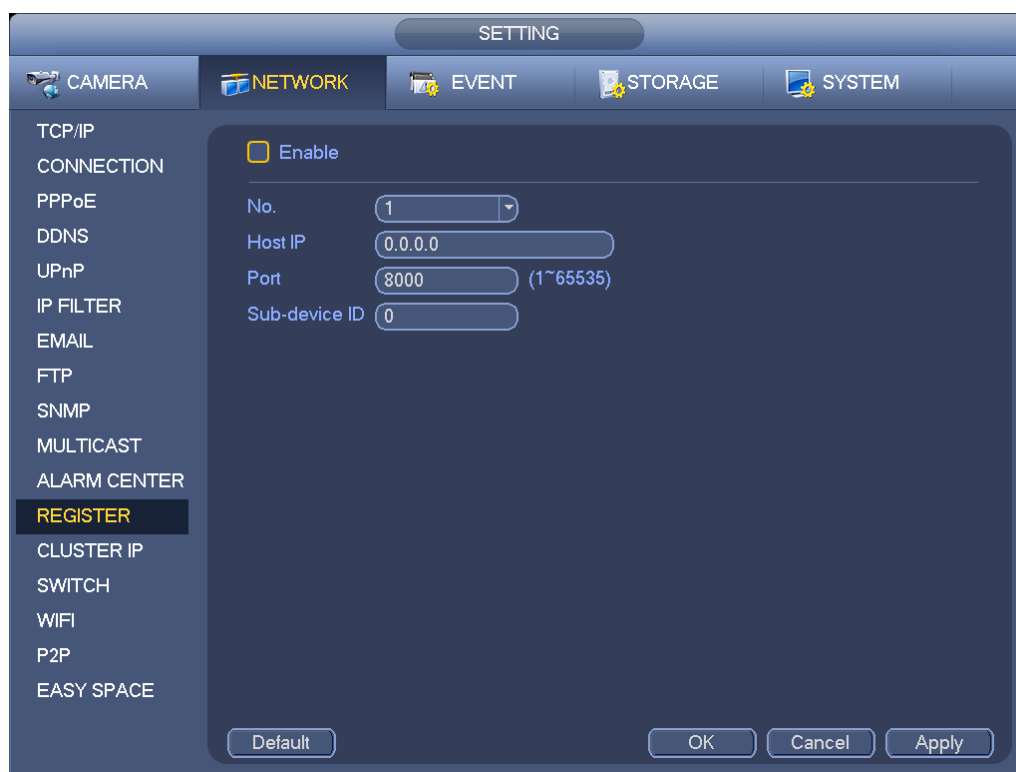 SETTING
CAMERA NETWORK EVENT STORAGE SYSTEM
TCP/IP
CONNECTION
PPPoE
DDNS
UPnP
IP FILTER
EMAIL
FTP
SNMP
MULTICAST
ALARM CENTER
REGISTER
CLUSTER IP
SWITCH
WIFI
P2P
EASY SPACE
Enable
No. 1
Host IP 0.0.0.0
Port 8000 (1~65535)
Sub-device ID 0
Default OK Cancel Apply